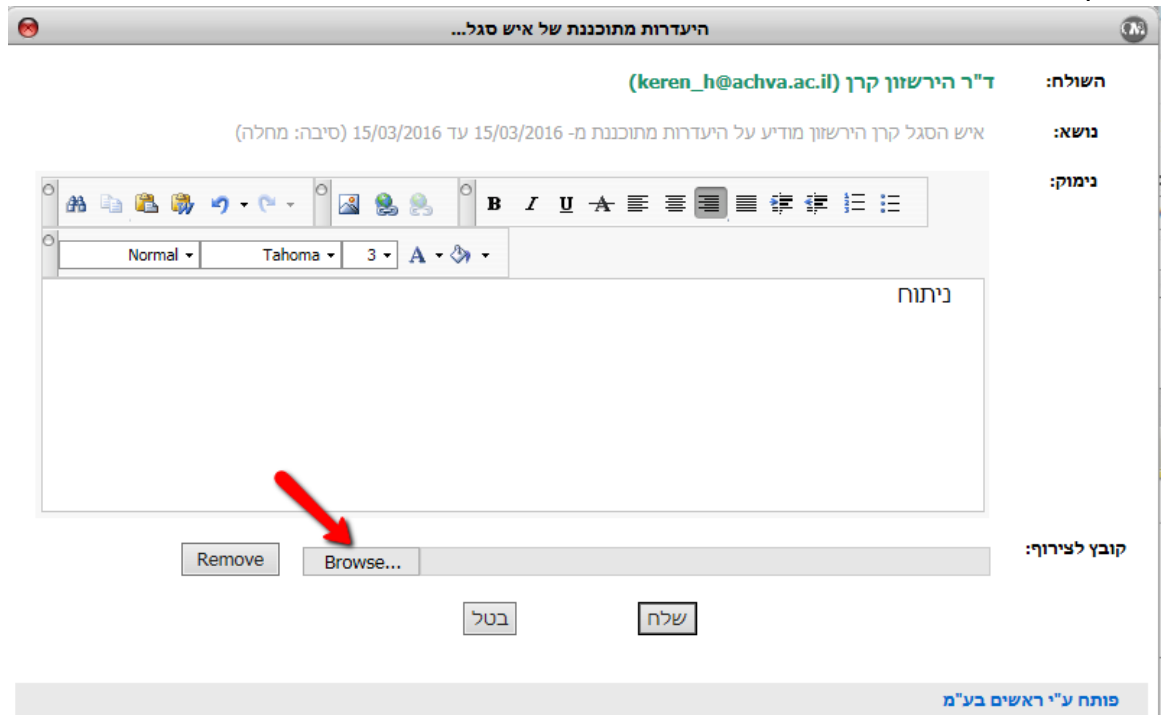 היעדרות מתוכננת של איש סגל...
השולח: ד"ר הירשזון קרן (keren_h@achva.ac.il)
נושא: איש הסגל קרן הירשזון מודיע על היעדרות מתוכננת מ- 15/03/2016 עד 15/03/2016 (סיבה: מחלה)
נימוק:
B I U A
Normal Tahoma 3 A
ניתוח
קובץ לצירוף: Browse... Remove
שלח בטל
פותח ע"י ראשים בע"מ